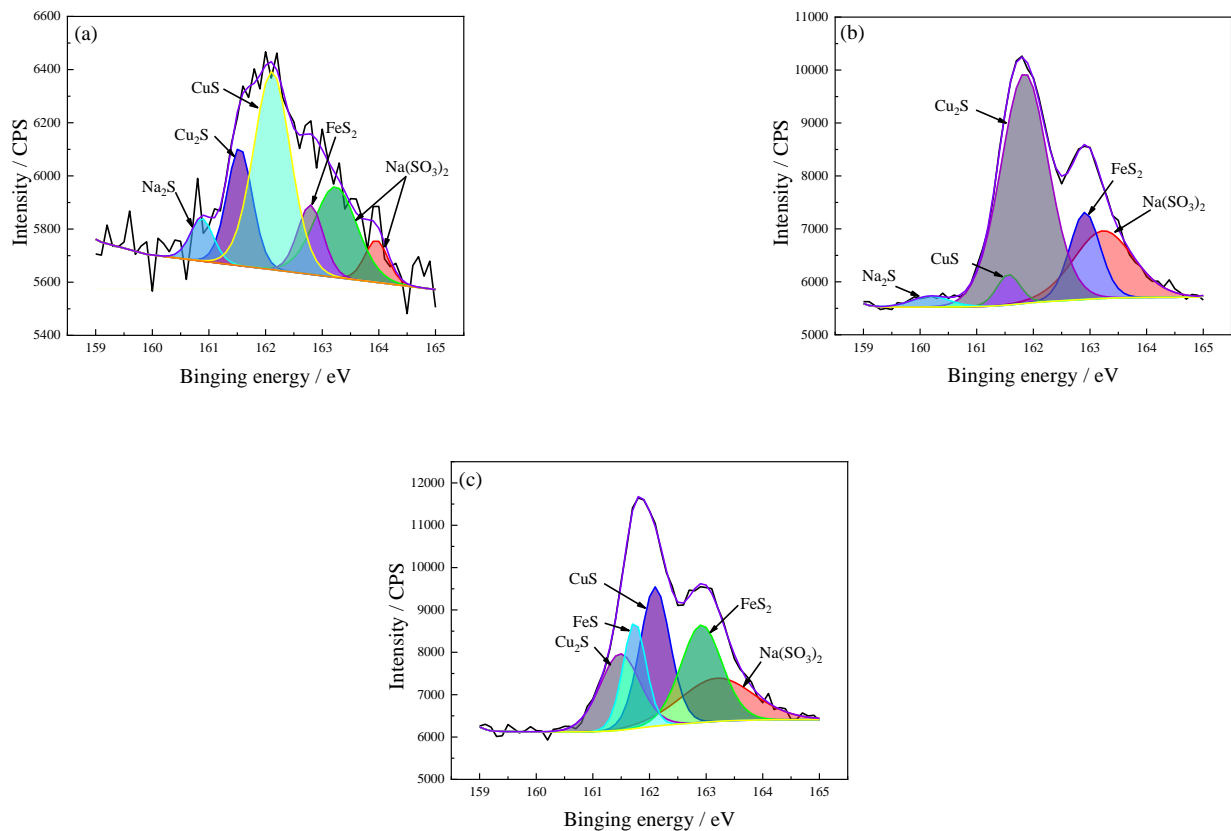 (a)
6600
6400
6200
6000
5800
5600
5400
Intensity / CPS
CuS
Cu₂S
Na₂S
FeS₂
Na(SO₃)₂
159 160 161 162 163 164 165
Binging energy / eV
(b)
11000
10000
9000
8000
7000
6000
5000
Intensity / CPS
Cu₂S
FeS₂
Na(SO₃)₂
CuS
Na₂S
159 160 161 162 163 164 165
Binging energy / eV
(c)
12000
11000
10000
9000
8000
7000
6000
5000
Intensity / CPS
CuS
FeS
Cu₂S
FeS₂
Na(SO₃)₂
159 160 161 162 163 164 165
Binging energy / eV